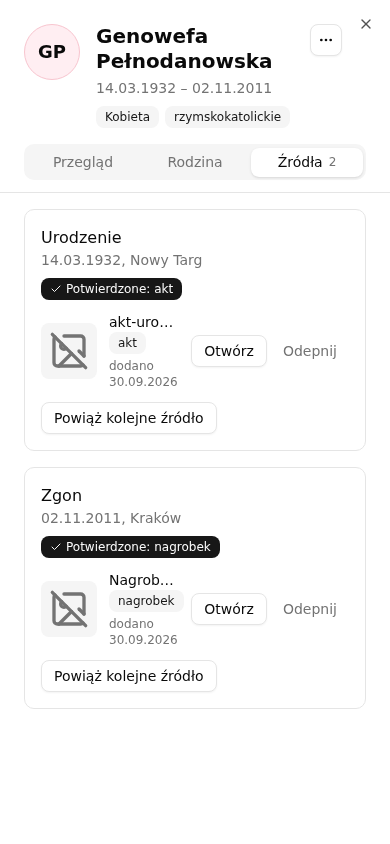 GP
Genowefa
Pełnodanowska
14.03.1932 – 02.11.2011
Kobieta
rzymskokatolickie
Przegląd
Rodzina
Źródła 2
Urodzenie
14.03.1932, Nowy Targ
Potwierdzone: akt
akt-uro...
akt
dodano
30.09.2026
Otwórz
Odepnij
Powiąż kolejne źródło
Zgon
02.11.2011, Kraków
Potwierdzone: nagrobek
Nagrob...
nagrobek
dodano
30.09.2026
Otwórz
Odepnij
Powiąż kolejne źródło